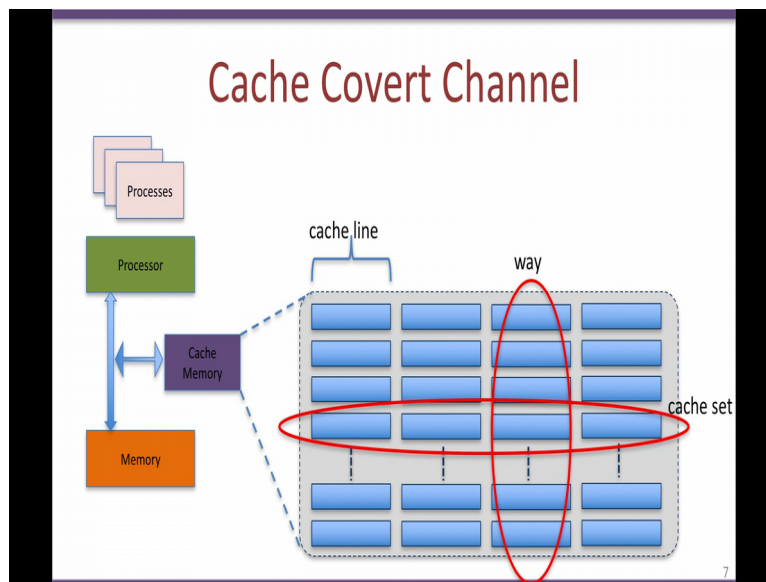 Cache Covert Channel
Processes
Processor
Cache
Memory
Memory
cache line
way
cache set
7